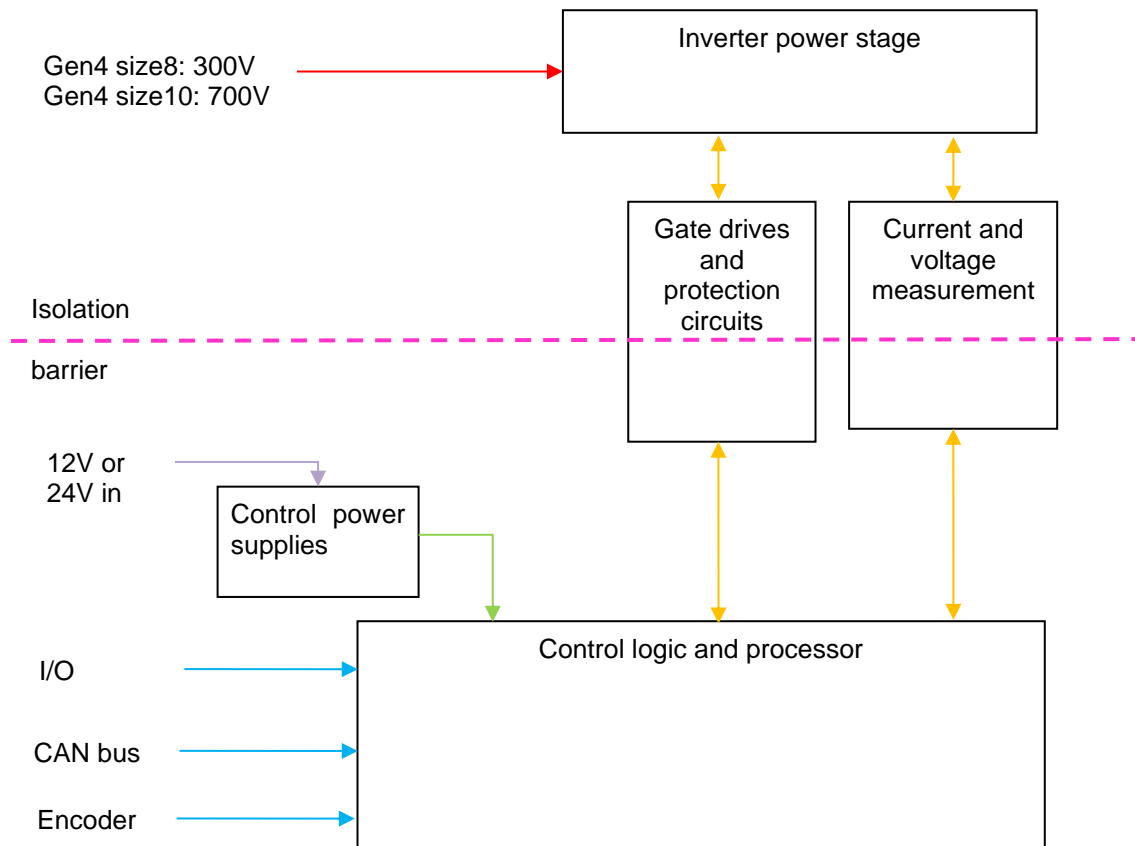 Inverter power stage
Gen4 size8: 300V
Gen4 size10: 700V
Gate drives
and
protection
circuits
Current and
voltage
measurement
Isolation
barrier
12V or
24V in
Control power
supplies
Control logic and processor
I/O
CAN bus
Encoder